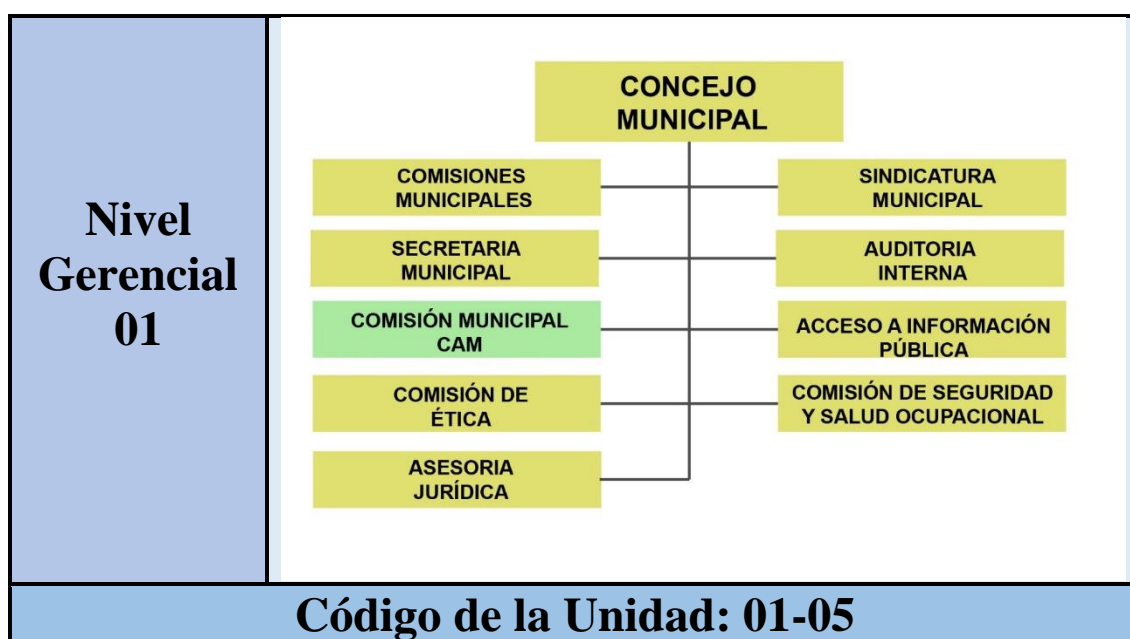 Nivel
Gerencial
01
CONCEJO
MUNICIPAL
COMISIONES
MUNICIPALES
SINDICATURA
MUNICIPAL
SECRETARIA
MUNICIPAL
AUDITORIA
INTERNA
COMISIÓN MUNICIPAL
CAM
ACCESO A INFORMACIÓN
PÚBLICA
COMISIÓN DE
ÉTICA
COMISIÓN DE SEGURIDAD
Y SALUD OCUPACIONAL
ASESORIA
JURÍDICA
Código de la Unidad: 01-05